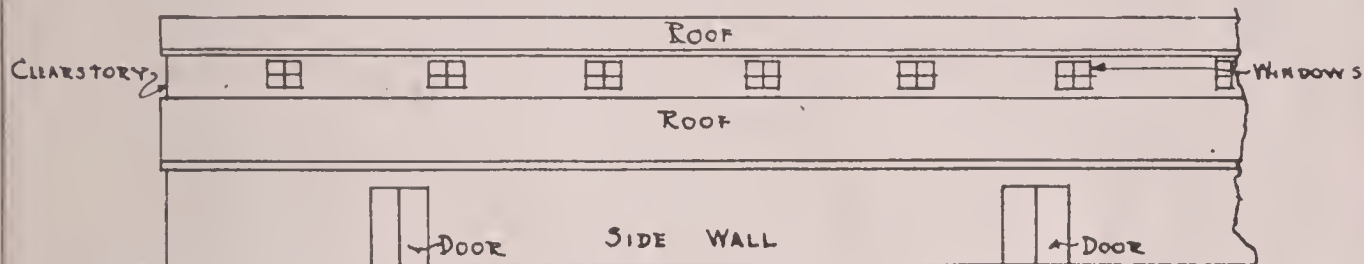 ROOF
CLEARSTORY
WINDOWS
ROOF
DOOR
SIDE WALL
DOOR